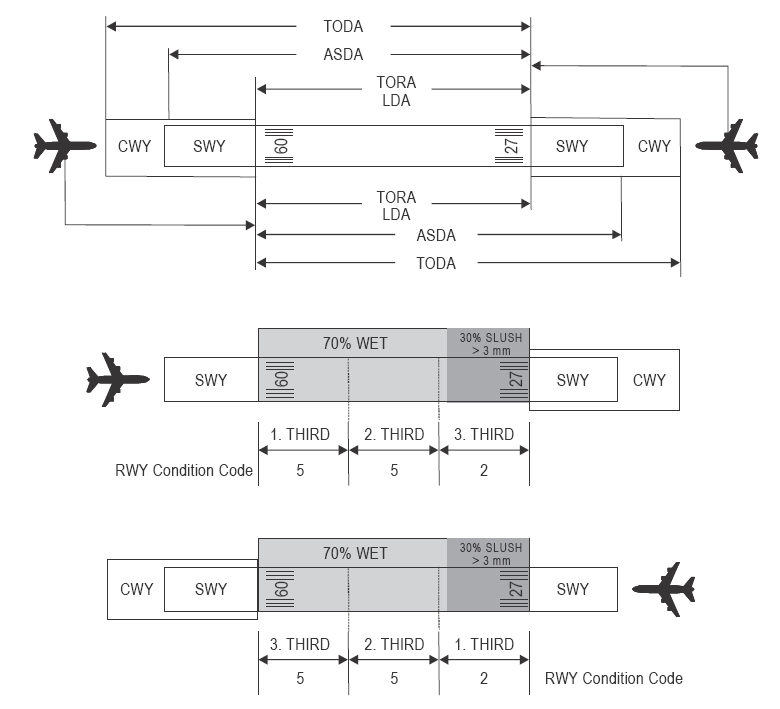 TODA
ASDA
TORA
LDA
CWY
SWY
09
27
SWY
CWY
TORA
LDA
ASDA
TODA
70% WET
30% SLUSH
> 3 mm
SWY
09
27
SWY
CWY
1. THIRD
2. THIRD
3. THIRD
RWY Condition Code
5
5
2
70% WET
30% SLUSH
> 3 mm
CWY
SWY
09
27
SWY
3. THIRD
2. THIRD
1. THIRD
5
5
2
RWY Condition Code